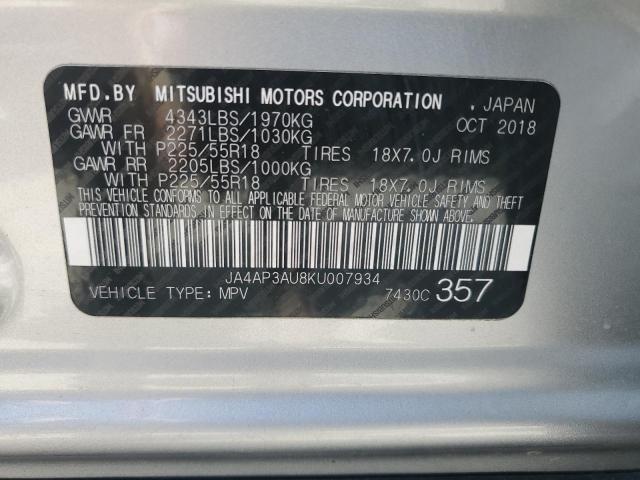 MFD.BY MITSUBISHI MOTORS CORPORATION , JAPAN
GVWR 4343LBS/1970KG OCT 2018
GAWR FR 2271LBS/1030KG
WITH P225/55R18 TIRES 18X7.0J RIMS
GAWR RR 2205LBS/1000KG
WITH P225/55R18 TIRES 18X7.0J RIMS
THIS VEHICLE CONFORMS TO ALL APPLICABLE FEDERAL MOTOR VEHICLE SAFETY AND THEFT
PREVENTION STANDARDS IN EFFECT ON THE DATE OF MANUFACTURE SHOWN ABOVE.
JA4AP3AU8KU007934
VEHICLE TYPE: MPV 7430C 357